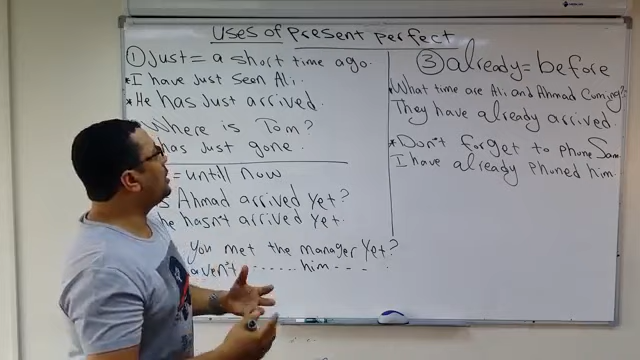 Uses of present perfect
① Just = a short time ago.
* I have just seen Ali.
* He has just arrived.
Where is Tom?
has just gone.
= untill now
Ahmad arrived yet?
he hasn't arrived yet.
You met the manager yet?
aven't ...... him ....
③ already = before
What time are Ali and Ahmad Cuming?
They have already arrived.
* Don't forget to phone Sam
I have already phoned him.